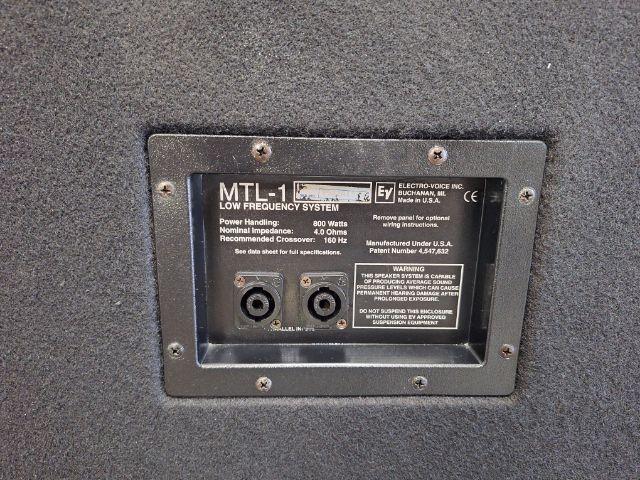 MTL-1
LOW FREQUENCY SYSTEM
Power Handling: 800 Watts
Nominal Impedance: 4.0 Ohms
Recommended Crossover: 160 Hz
See data sheet for full specifications.
EV
ELECTRO-VOICE INC.
BUCHANAN, MI.
Made in U.S.A.
CE
Remove panel for optional
wiring instructions.
Manufactured Under U.S.A.
Patent Number 4,547,632
WARNING
THIS SPEAKER SYSTEM IS CAPABLE
OF PRODUCING AVERAGE SOUND
PRESSURE LEVELS WHICH CAN CAUSE
PERMANENT HEARING DAMAGE AFTER
PROLONGED EXPOSURE.
DO NOT SUSPEND THIS ENCLOSURE
WITHOUT USING EV APPROVED
SUSPENSION EQUIPMENT